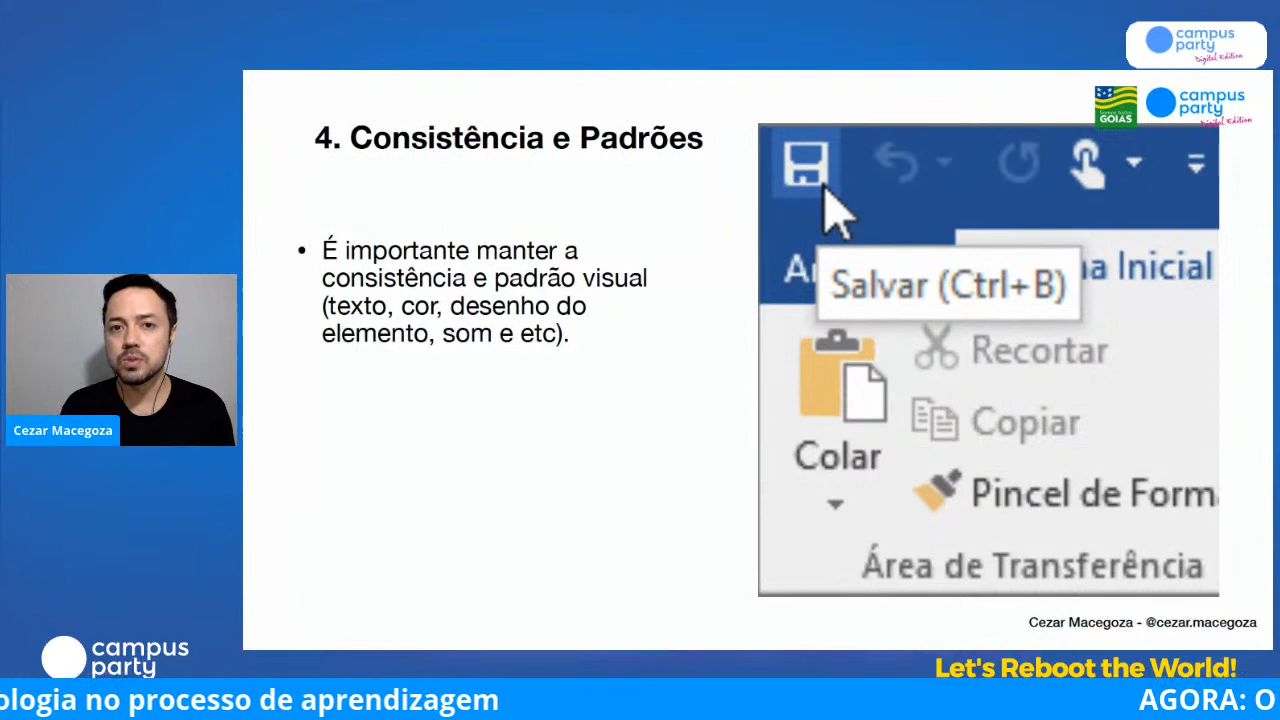 campus
party
Digital Edition
GOIÁS
campus
party
Digital Edition
4. Consistência e Padrões
• É importante manter a
consistência e padrão visual
(texto, cor, desenho do
elemento, som e etc).
Salvar (Ctrl+B)
Inicial
Recortar
Copiar
Colar
Pincel de Form
Área de Transferência
Cezar Macegoza
Cezar Macegoza - @cezar.macegoza
campus
party
Let's Reboot the World!
ologia no processo de aprendizagem
AGORA: O